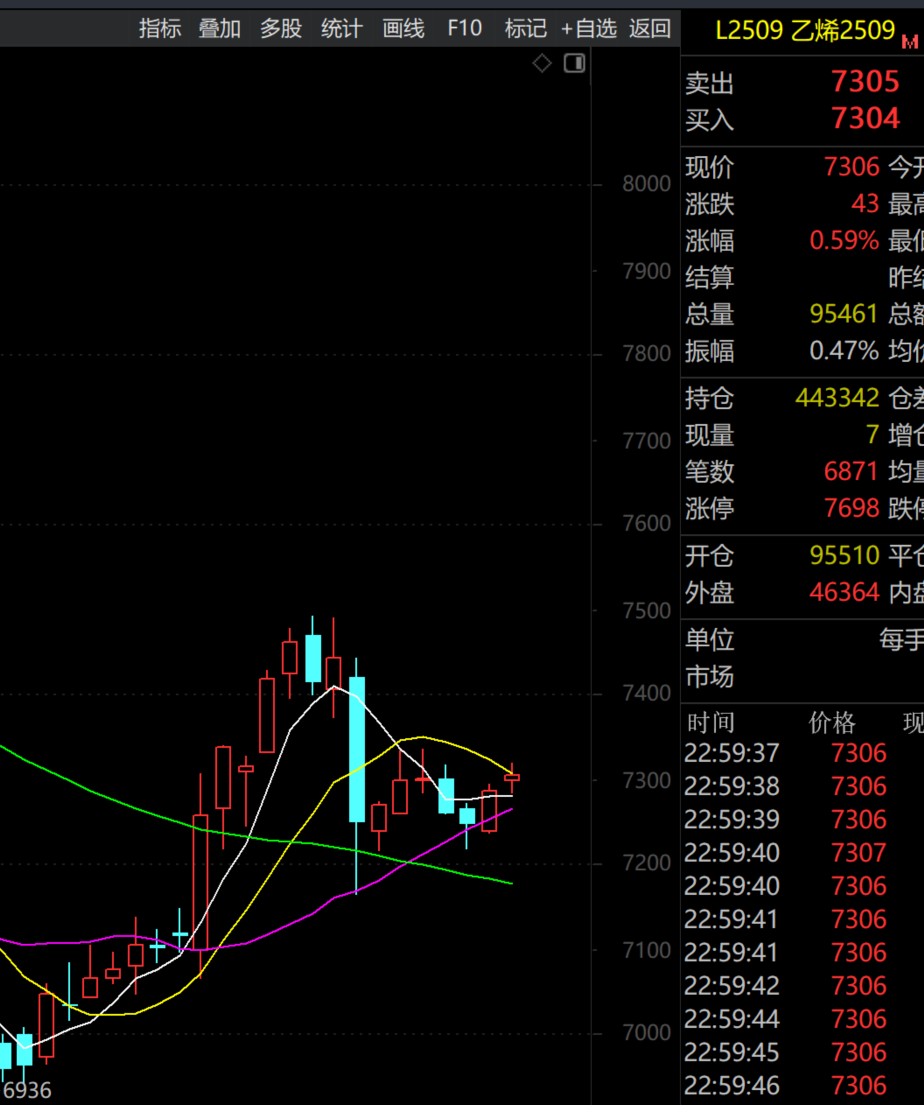 指标 叠加 多股 统计 画线 F10 标记 +自选 返回
L2509 乙烯2509 M
卖出 7305
买入 7304
现价 7306 今开
涨跌 43 最高
涨幅 0.59% 最低
结算 昨结
总量 95461 总额
振幅 0.47% 均价
持仓 443342 仓差
现量 7 增仓
笔数 6871 均量
涨停 7698 跌停
开仓 95510 平仓
外盘 46364 内盘
单位 每手
市场
时间 价格 现
22:59:37 7306
22:59:38 7306
22:59:39 7306
22:59:40 7307
22:59:40 7306
22:59:41 7306
22:59:41 7306
22:59:42 7306
22:59:44 7306
22:59:45 7306
22:59:46 7306
8000
7900
7800
7700
7600
7500
7400
7300
7200
7100
7000
6936